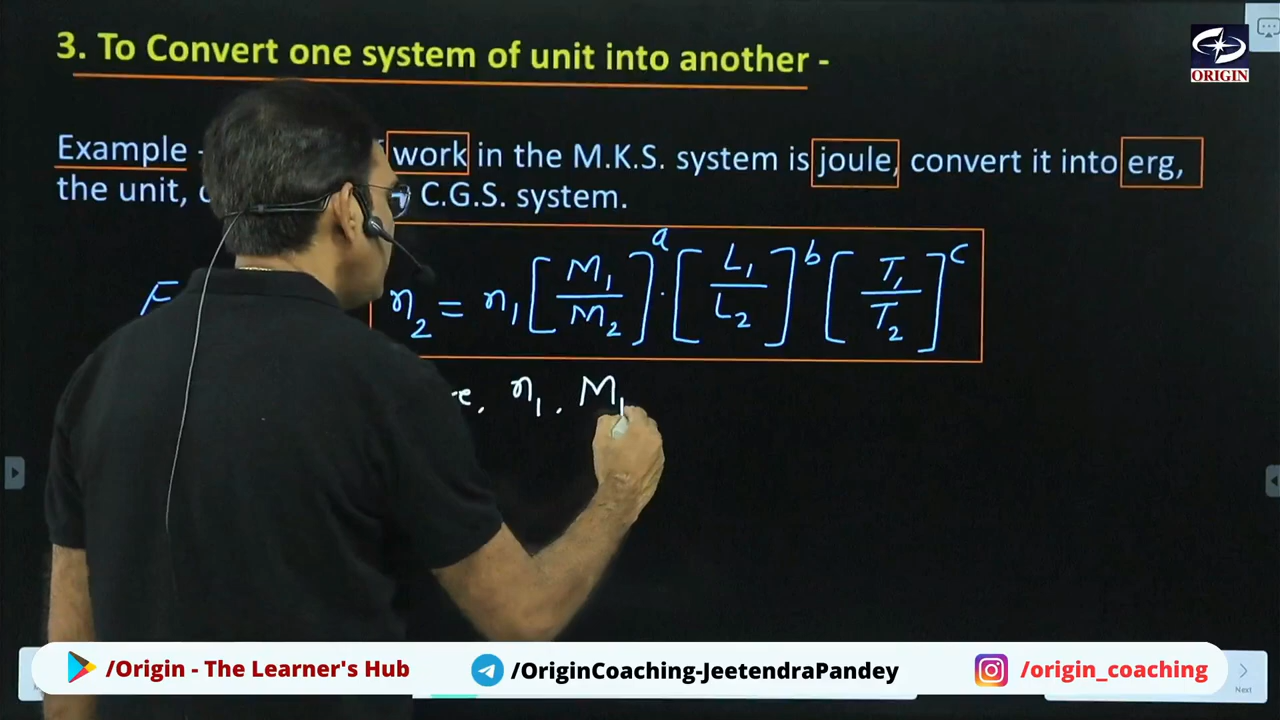 3. To Convert one system of unit into another -
ORIGIN
Example - work in the M.K.S. system is joule, convert it into erg,
the unit, C.G.S. system.
F n₂ = n₁ [M₁/M₂]ᵃ · [L₁/L₂]ᵇ [T₁/T₂]ᶜ
e, n₁, M₁
/Origin - The Learner's Hub /OriginCoaching-JeetendraPandey /origin_coaching
Next